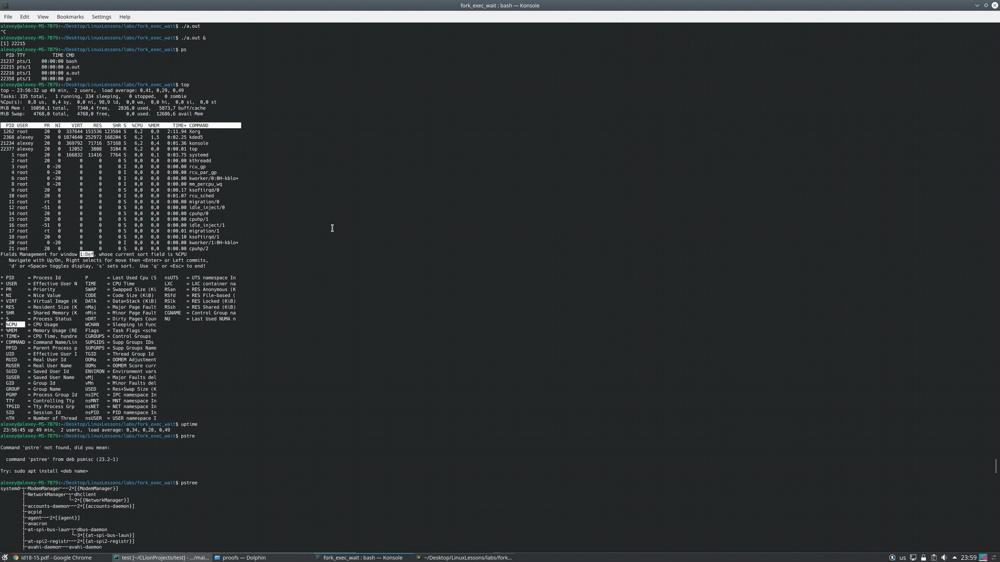 fork_exec_wait : bash — Konsole
File Edit View Bookmarks Settings Help
alexey@alexey-MS-7B79:~/Desktop/LinuxLessons/labs/fork_exec_wait$ ./a.out
^C
alexey@alexey-MS-7B79:~/Desktop/LinuxLessons/labs/fork_exec_wait$ ./a.out &
[1] 22215
alexey@alexey-MS-7B79:~/Desktop/LinuxLessons/labs/fork_exec_wait$ ps
PID TTY TIME CMD
21237 pts/1 00:00:00 bash
22215 pts/1 00:00:00 a.out
22216 pts/1 00:00:00 a.out
22358 pts/1 00:00:00 ps
alexey@alexey-MS-7B79:~/Desktop/LinuxLessons/labs/fork_exec_wait$ top
top - 23:56:32 up 49 min, 2 users, load average: 0,41, 0,29, 0,49
Tasks: 335 total, 1 running, 334 sleeping, 0 stopped, 0 zombie
%Cpu(s): 0,8 us, 0,4 sy, 0,0 ni, 98,9 id, 0,0 wa, 0,0 hi, 0,0 si, 0,0 st
MiB Mem : 16050,1 total, 7340,4 free, 2836,0 used, 5873,7 buff/cache
MiB Swap: 4768,0 total, 4768,0 free, 0,0 used. 12686,6 avail Mem
PID USER PR NI VIRT RES SHR S %CPU %MEM TIME+ COMMAND
1262 root 20 0 337644 151536 123584 S 6,2 0,9 2:11.94 Xorg
2368 alexey 20 0 1874640 252972 168204 S 6,2 1,5 0:02.25 kded5
21234 alexey 20 0 369792 71716 57168 S 6,2 0,4 0:01.36 konsole
22377 alexey 20 0 12052 3808 3104 R 6,2 0,0 0:00.01 top
1 root 20 0 166832 11416 7764 S 0,0 0,1 0:03.75 systemd
2 root 20 0 0 0 0 S 0,0 0,0 0:00.00 kthreadd
3 root 0 -20 0 0 0 I 0,0 0,0 0:00.00 rcu_gp
4 root 0 -20 0 0 0 I 0,0 0,0 0:00.00 rcu_par_gp
6 root 0 -20 0 0 0 I 0,0 0,0 0:00.00 kworker/0:0H-kblo+
8 root 0 -20 0 0 0 I 0,0 0,0 0:00.00 mm_percpu_wq
9 root 20 0 0 0 0 S 0,0 0,0 0:00.17 ksoftirqd/0
10 root 20 0 0 0 0 I 0,0 0,0 0:01.07 rcu_sched
11 root rt 0 0 0 0 S 0,0 0,0 0:00.00 migration/0
12 root -51 0 0 0 0 S 0,0 0,0 0:00.00 idle_inject/0
14 root 20 0 0 0 0 S 0,0 0,0 0:00.00 cpuhp/0
15 root 20 0 0 0 0 S 0,0 0,0 0:00.00 cpuhp/1
16 root -51 0 0 0 0 S 0,0 0,0 0:00.00 idle_inject/1
17 root rt 0 0 0 0 S 0,0 0,0 0:00.01 migration/1
18 root 20 0 0 0 0 S 0,0 0,0 0:00.10 ksoftirqd/1
20 root 0 -20 0 0 0 I 0,0 0,0 0:00.00 kworker/1:0H-kblo+
21 root 20 0 0 0 0 S 0,0 0,0 0:00.00 cpuhp/2
Fields Management for window 1:Def, whose current sort field is %CPU
Navigate with Up/Dn, Right selects for move then <Enter> or Left commits,
'd' or <Space> toggles display, 's' sets sort. Use 'q' or <Esc> to end!
* PID = Process Id P = Last Used Cpu (S nsUTS = UTS namespace In
* USER = Effective User N TIME = CPU Time LXC = LXC container na
* PR = Priority SWAP = Swapped Size (Ki RSan = RES Anonymous (K
* NI = Nice Value CODE = Code Size (KiB) RSfd = RES File-based (
* VIRT = Virtual Image (K DATA = Data+Stack (KiB) RSlk = RES Locked (KiB)
* RES = Resident Size (K nMaj = Major Page Fault RSsh = RES Shared (KiB)
* SHR = Shared Memory (K nMin = Minor Page Fault CGNAME = Control Group na
* S = Process Status nDRT = Dirty Pages Coun NU = Last Used NUMA n
* %CPU = CPU Usage WCHAN = Sleeping in Func
* %MEM = Memory Usage (RE Flags = Task Flags <sche
* TIME+ = CPU Time, hundre CGROUPS = Control Groups
* COMMAND = Command Name/Lin SUPGIDS = Supp Groups IDs
PPID = Parent Process p SUPGRPS = Supp Groups Name
UID = Effective User I TGID = Thread Group Id
RUID = Real User Id OOMa = OOMEM Adjustment
RUSER = Real User Name OOMs = OOMEM Score curr
SUID = Saved User Id ENVIRON = Environment vars
SUSER = Saved User Name vMj = Major Faults del
GID = Group Id vMn = Minor Faults del
GROUP = Group Name USED = Res+Swap Size (K
PGRP = Process Group Id nsIPC = IPC namespace In
TTY = Controlling Tty nsMNT = MNT namespace In
TPGID = Tty Process Grp nsNET = NET namespace In
SID = Session Id nsPID = PID namespace In
nTH = Number of Thread nsUSER = USER namespace I
alexey@alexey-MS-7B79:~/Desktop/LinuxLessons/labs/fork_exec_wait$ uptime
23:56:45 up 49 min, 2 users, load average: 0,34, 0,28, 0,49
alexey@alexey-MS-7B79:~/Desktop/LinuxLessons/labs/fork_exec_wait$ pstre
Command 'pstre' not found, did you mean:
command 'pstree' from deb psmisc (23.2-1)
Try: sudo apt install <deb name>
alexey@alexey-MS-7B79:~/Desktop/LinuxLessons/labs/fork_exec_wait$ pstree
systemd─┬─ModemManager───2*[{ModemManager}]
├─NetworkManager─┬─dhclient
└─2*[{NetworkManager}]
├─accounts-daemon───2*[{accounts-daemon}]
├─acpid
├─agent───2*[{agent}]
├─anacron
├─at-spi-bus-laun─┬─dbus-daemon
└─3*[{at-spi-bus-laun}]
├─at-spi2-registr───2*[{at-spi2-registr}]
├─avahi-daemon───avahi-daemon
id18-15.pdf - Google Chrome test [~/CLionProjects/test] - .../mai... proofs — Dolphin fork_exec_wait : bash — Konsole ~/Desktop/LinuxLessons/labs/fork... us 23:59